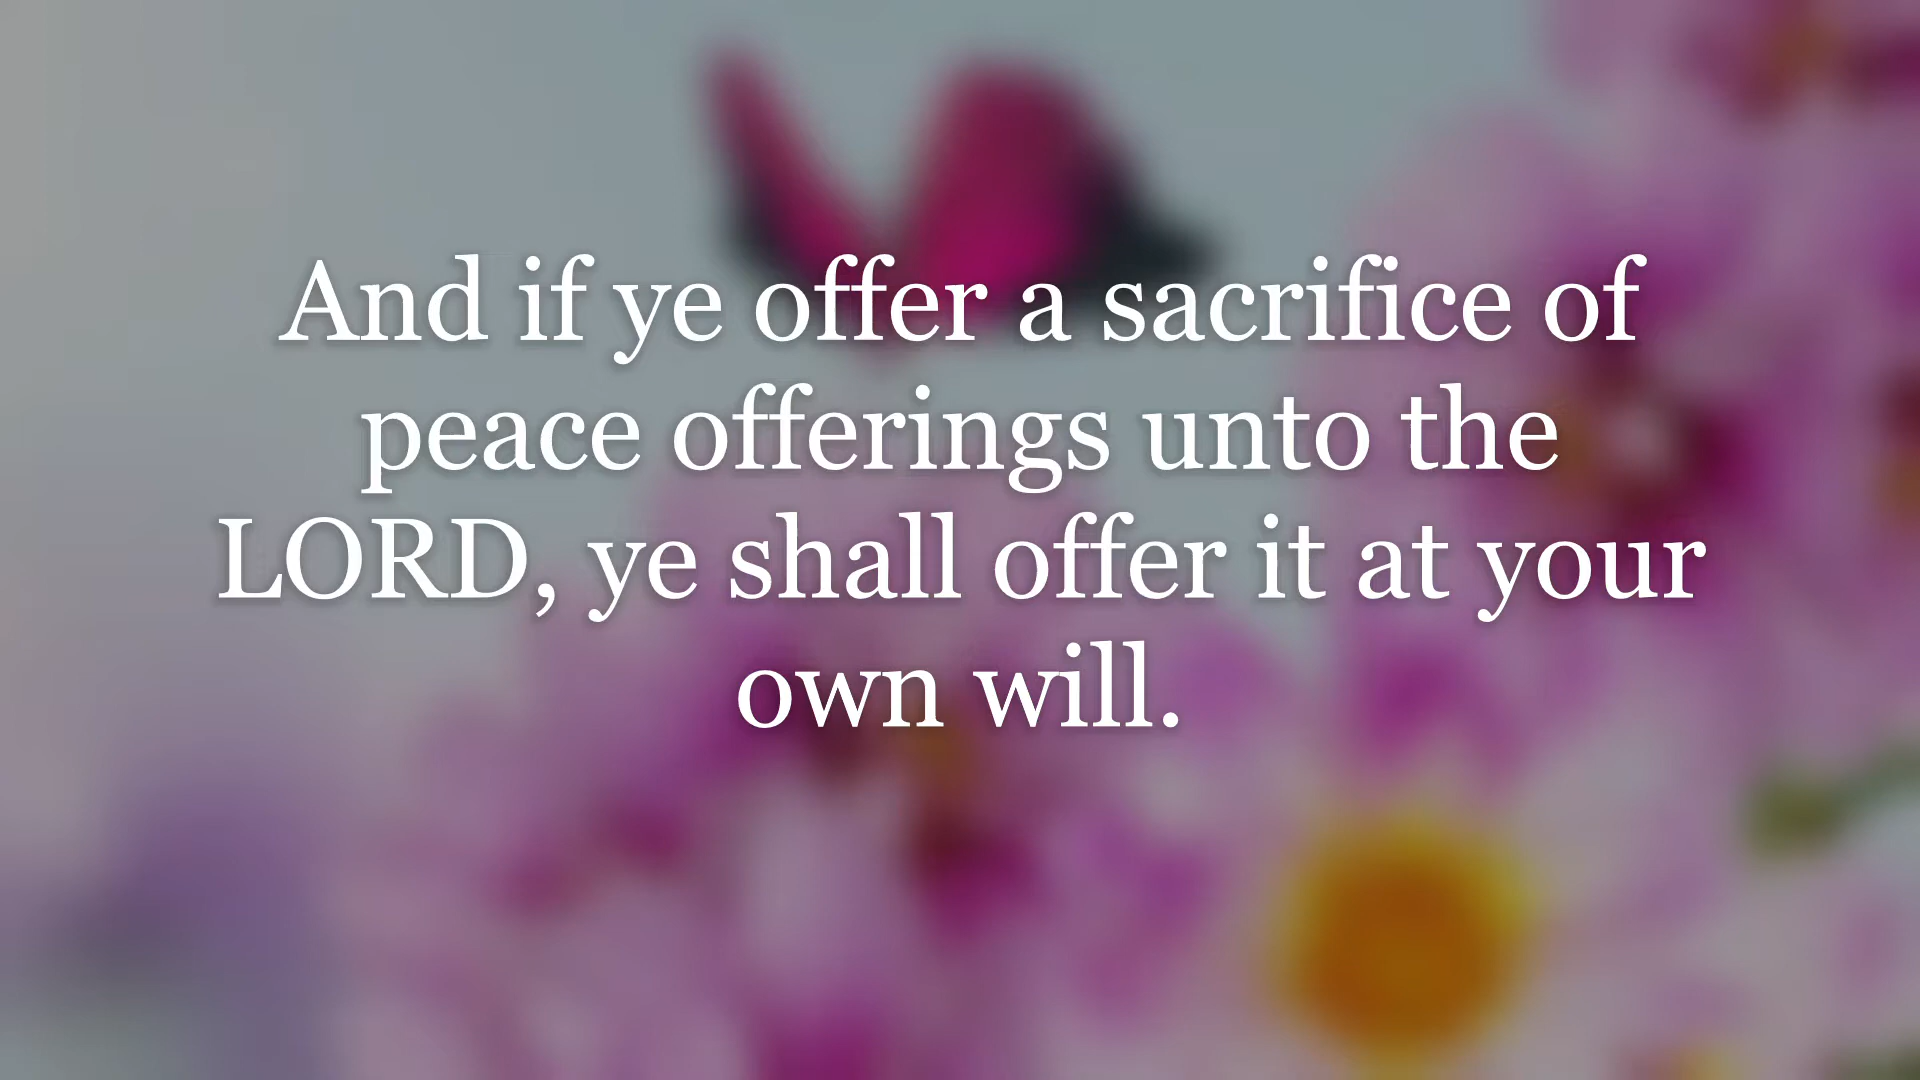 And if ye offer a sacrifice of
peace offerings unto the
LORD, ye shall offer it at your
own will.